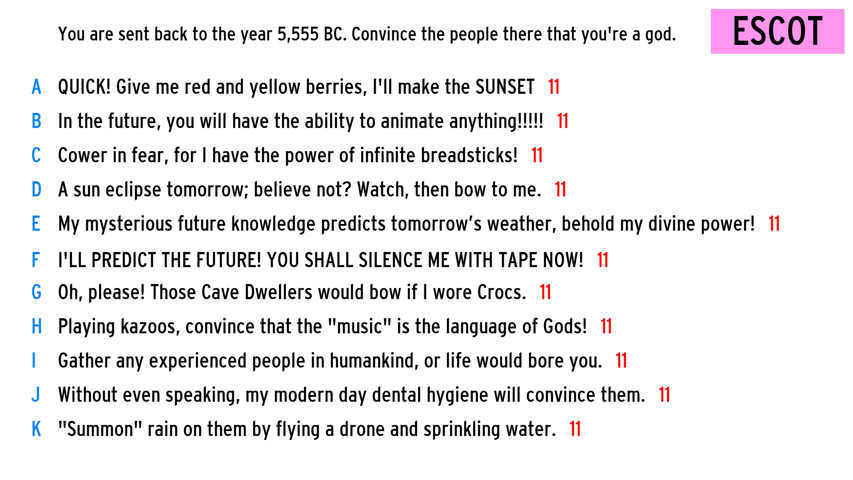 You are sent back to the year 5,555 BC. Convince the people there that you're a god.
ESCOT
A QUICK! Give me red and yellow berries, I'll make the SUNSET 11
B In the future, you will have the ability to animate anything!!!!! 11
C Cower in fear, for I have the power of infinite breadsticks! 11
D A sun eclipse tomorrow; believe not? Watch, then bow to me. 11
E My mysterious future knowledge predicts tomorrow's weather, behold my divine power! 11
F I'LL PREDICT THE FUTURE! YOU SHALL SILENCE ME WITH TAPE NOW! 11
G Oh, please! Those Cave Dwellers would bow if I wore Crocs. 11
H Playing kazoos, convince that the "music" is the language of Gods! 11
I Gather any experienced people in humankind, or life would bore you. 11
J Without even speaking, my modern day dental hygiene will convince them. 11
K "Summon" rain on them by flying a drone and sprinkling water. 11